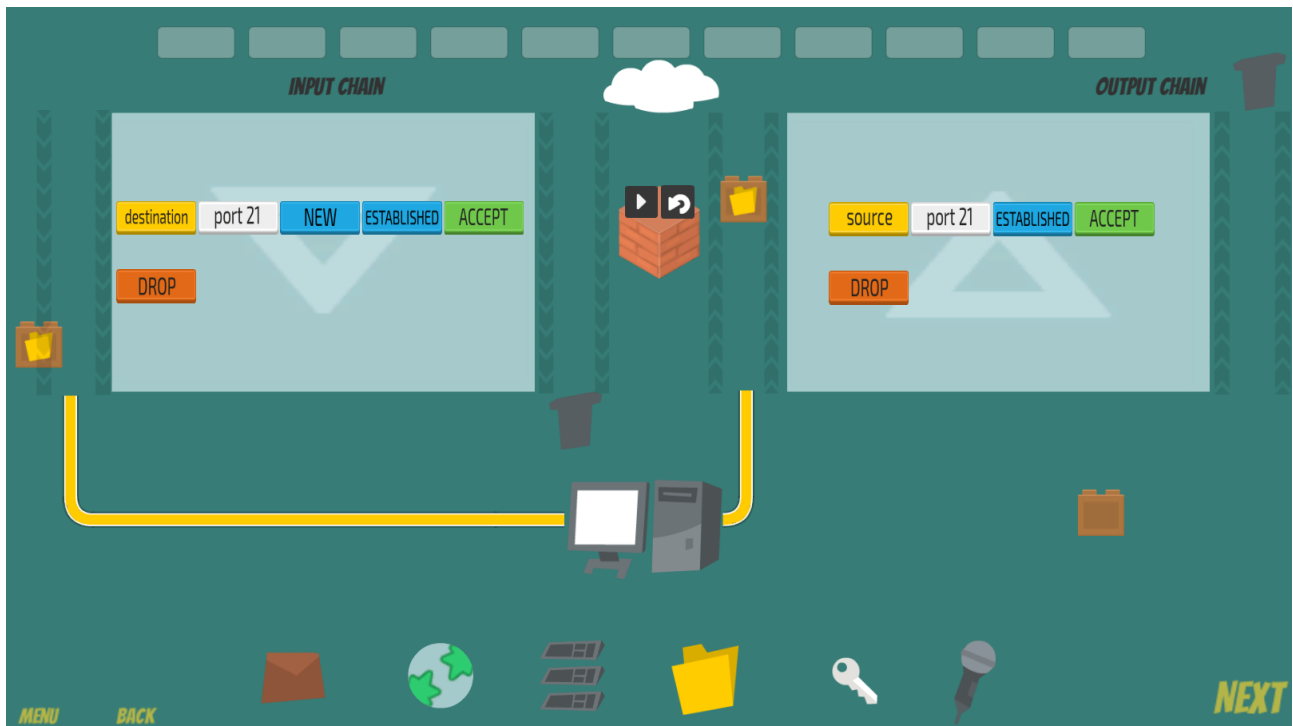 INPUT CHAIN
OUTPUT CHAIN
destination port 21 NEW ESTABLISHED ACCEPT
DROP
source port 21 ESTABLISHED ACCEPT
DROP
MENU
BACK
NEXT